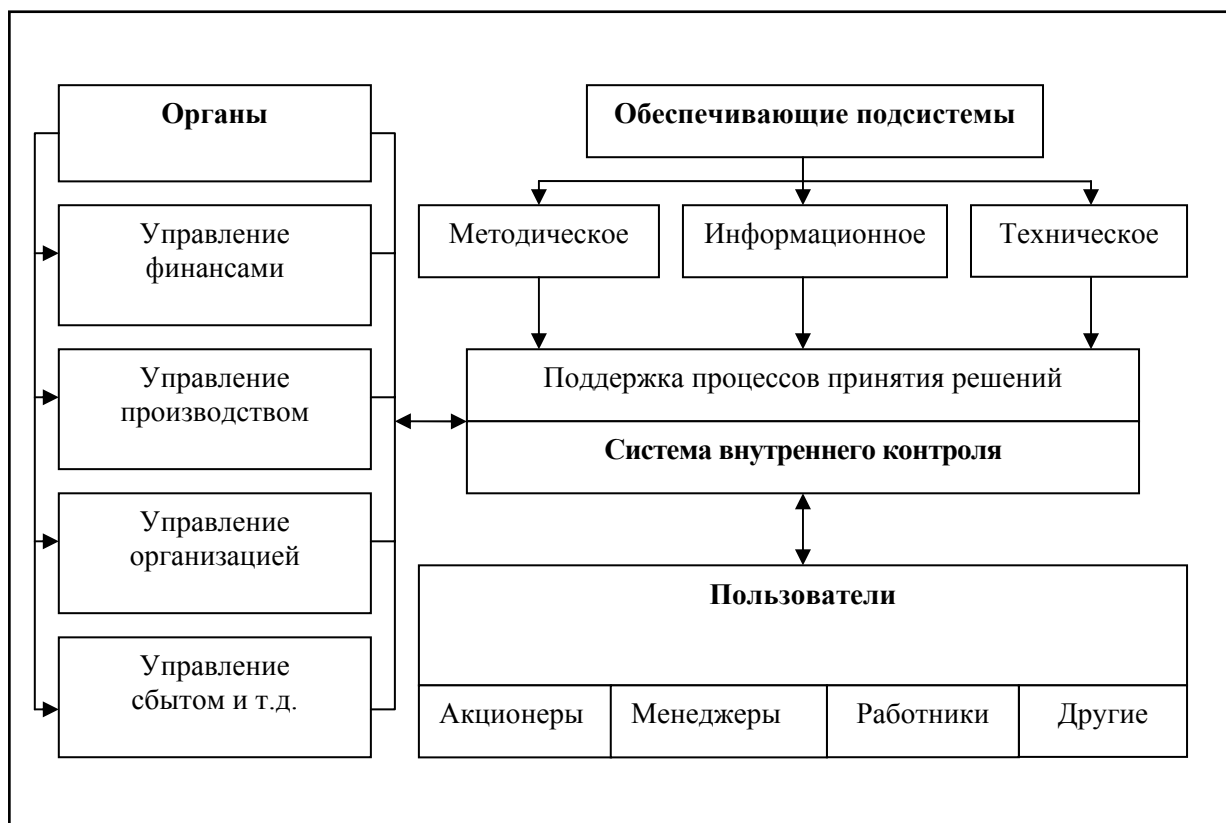 Органы
Управление
финансами
Управление
производством
Управление
организацией
Управление
сбытом и т.д.
Обеспечивающие подсистемы
Методическое
Информационное
Техническое
Поддержка процессов принятия решений
Система внутреннего контроля
Пользователи
Акционеры
Менеджеры
Работники
Другие